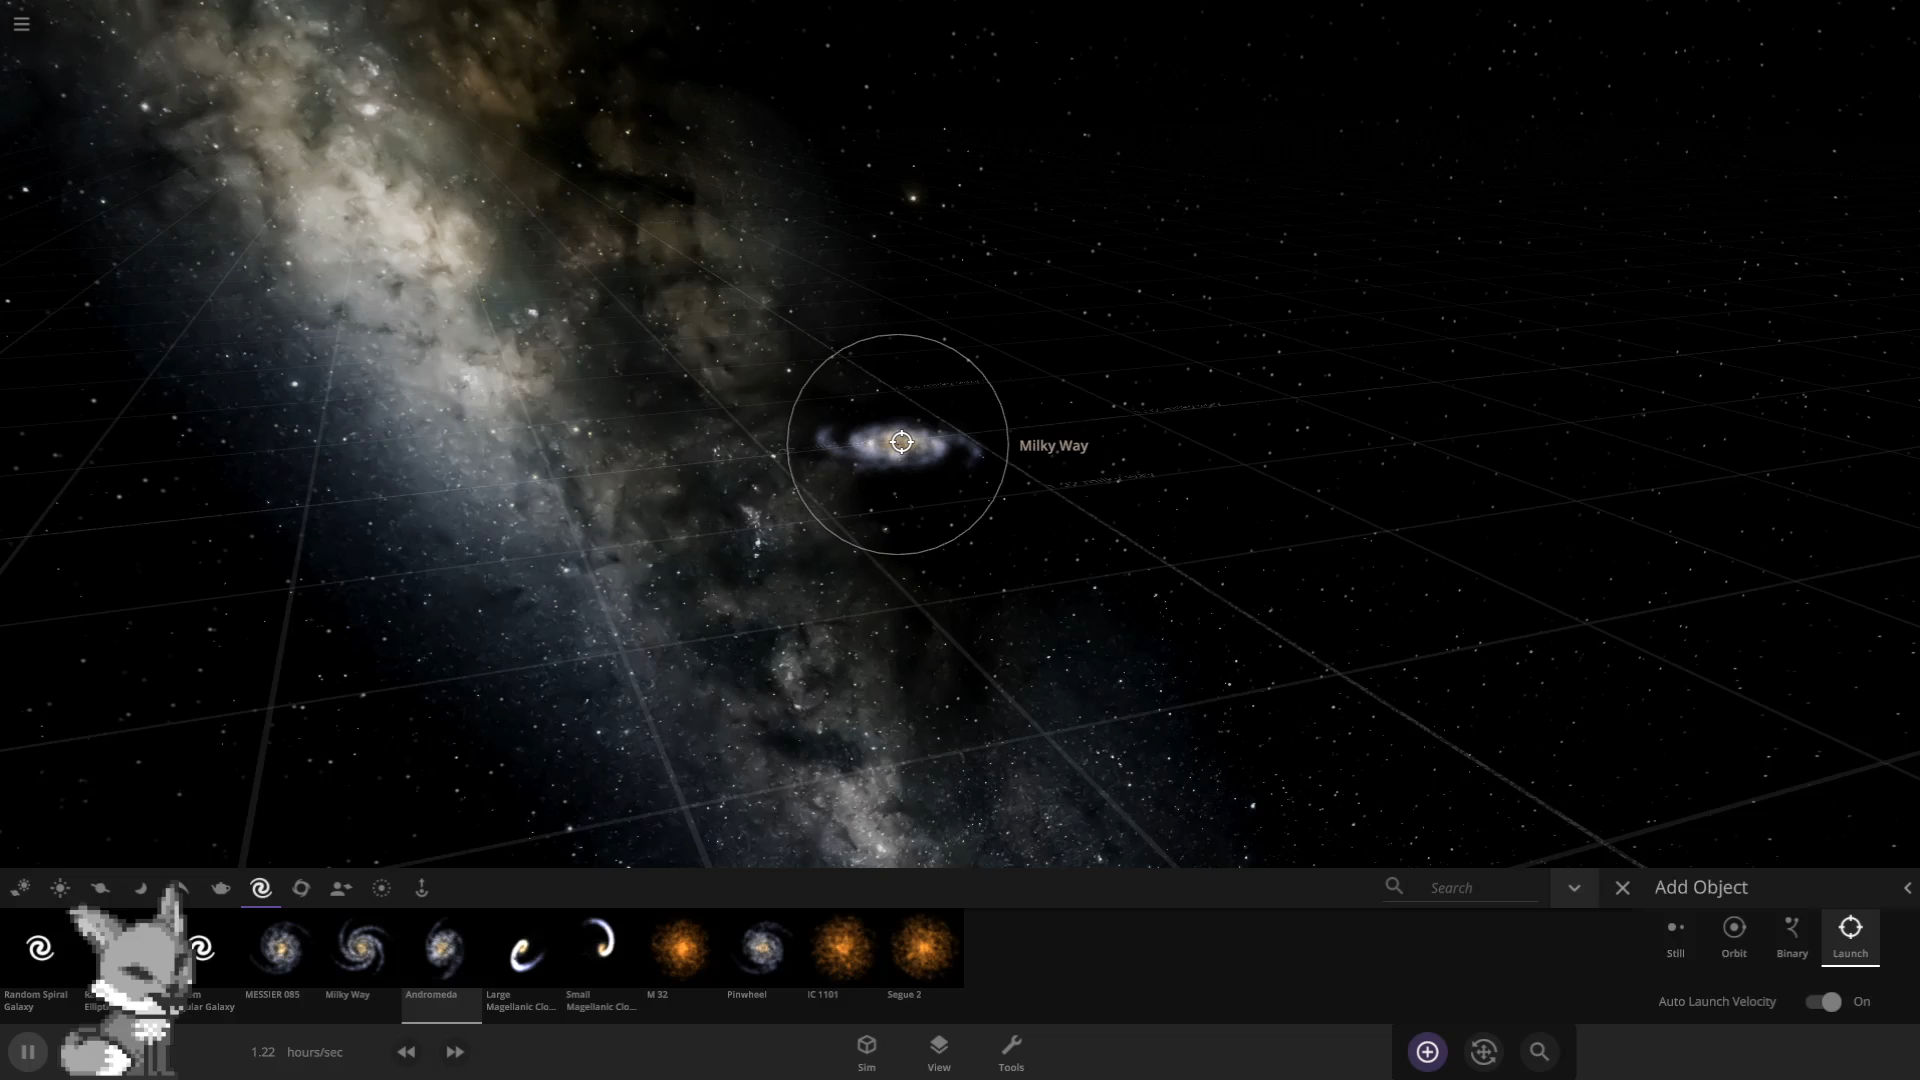 Milky Way
Search
Add Object
Still
Orbit
Binary
Launch
Random Spiral
Galaxy
MESSIER 085
Milky Way
Andromeda
Large
Magellanic Clo...
Small
Magellanic Clo...
M 32
Pinwheel
IC 1101
Segue 2
Auto Launch Velocity
On
1.22 hours/sec
Sim
View
Tools